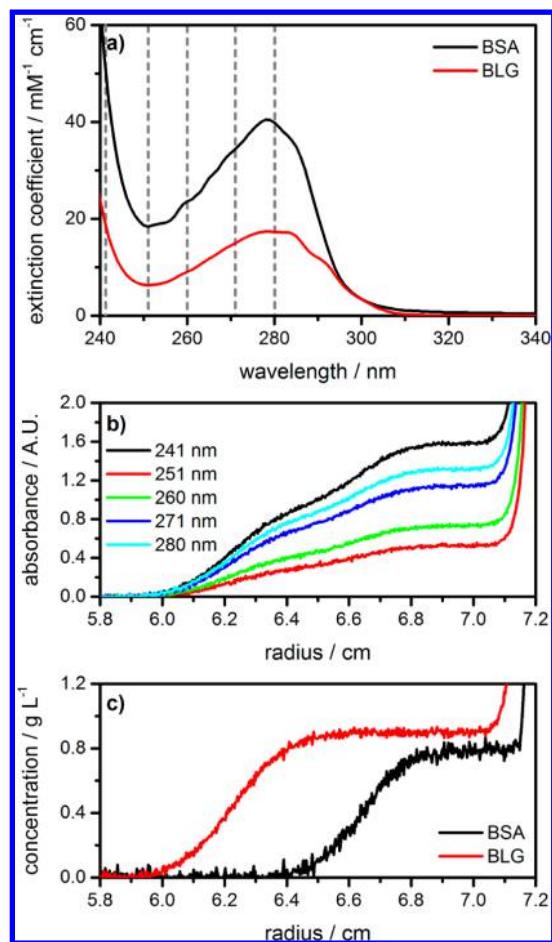 a)
BSA
BLG
extinction coefficient / mM⁻¹ cm⁻¹
60
40
20
0
240 260 280 300 320 340
wavelength / nm
b)
241 nm
251 nm
260 nm
271 nm
280 nm
absorbance / A.U.
2.0
1.6
1.2
0.8
0.4
0.0
5.8 6.0 6.2 6.4 6.6 6.8 7.0 7.2
radius / cm
c)
concentration / g L⁻¹
1.2
0.8
0.4
0.0
BSA
BLG
5.8 6.0 6.2 6.4 6.6 6.8 7.0 7.2
radius / cm